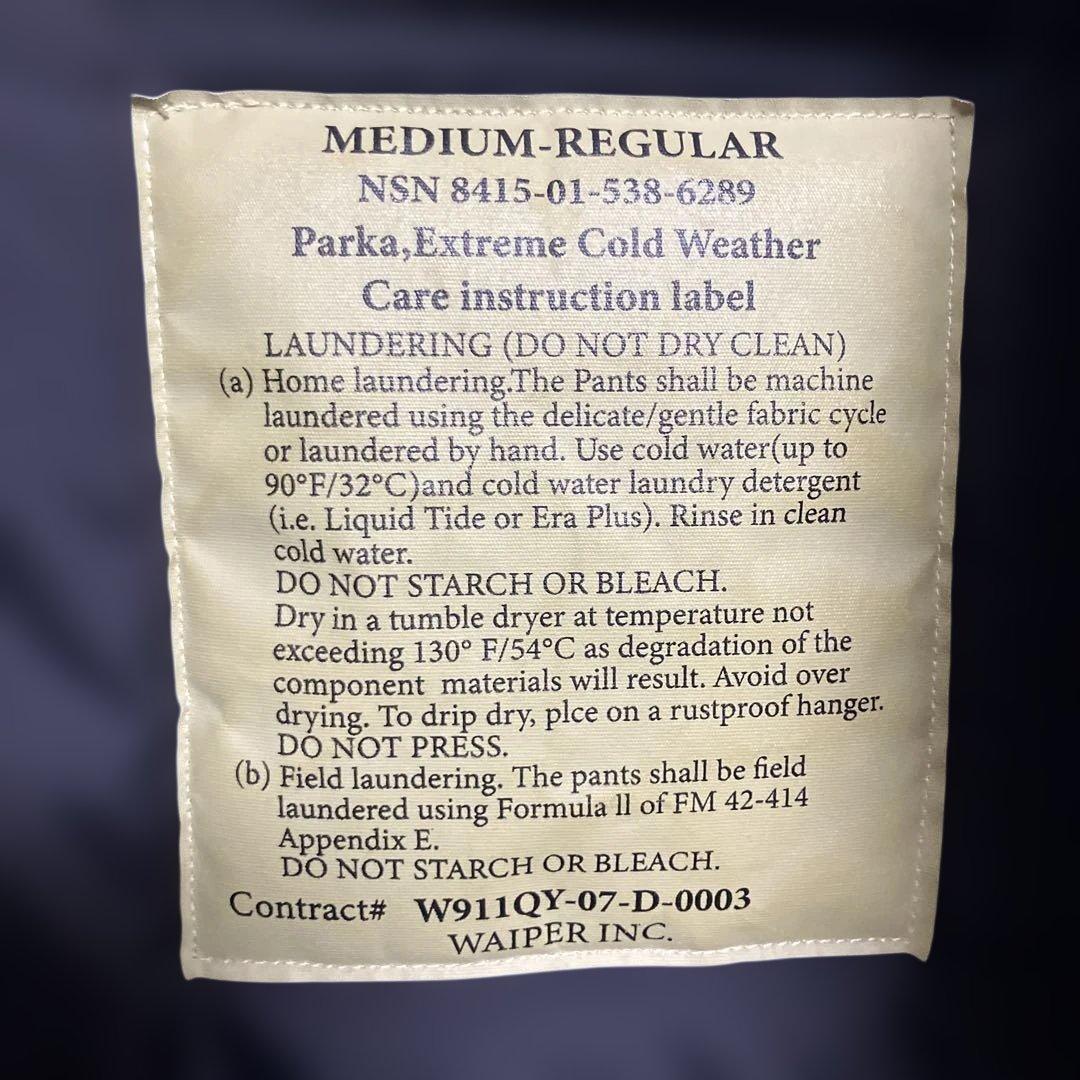 MEDIUM-REGULAR
NSN 8415-01-538-6289
Parka,Extreme Cold Weather
Care instruction label
LAUNDERING (DO NOT DRY CLEAN)
(a) Home laundering.The Pants shall be machine
laundered using the delicate/gentle fabric cycle
or laundered by hand. Use cold water(up to
90°F/32°C)and cold water laundry detergent
(i.e. Liquid Tide or Era Plus). Rinse in clean
cold water.
DO NOT STARCH OR BLEACH.
Dry in a tumble dryer at temperature not
exceeding 130° F/54°C as degradation of the
component materials will result. Avoid over
drying. To drip dry, plce on a rustproof hanger.
DO NOT PRESS.
(b) Field laundering. The pants shall be field
laundered using Formula ll of FM 42-414
Appendix E.
DO NOT STARCH OR BLEACH.
Contract# W911QY-07-D-0003
WAIPER INC.